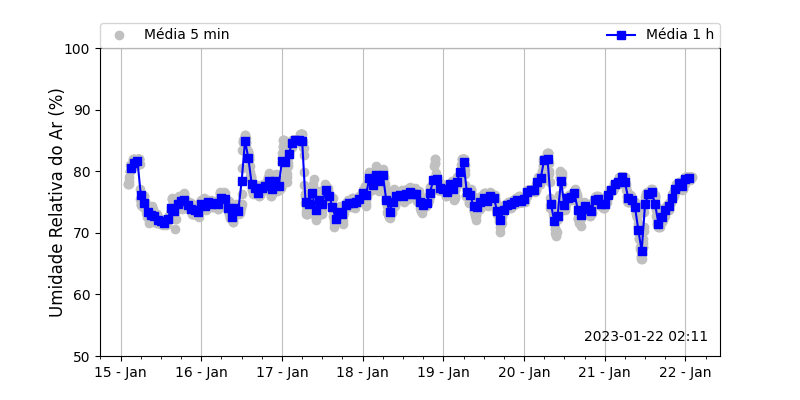 Média 5 min
Média 1 h
Umidade Relativa do Ar (%)
100
90
80
70
60
50
2023-01-22 02:11
15 - Jan
16 - Jan
17 - Jan
18 - Jan
19 - Jan
20 - Jan
21 - Jan
22 - Jan